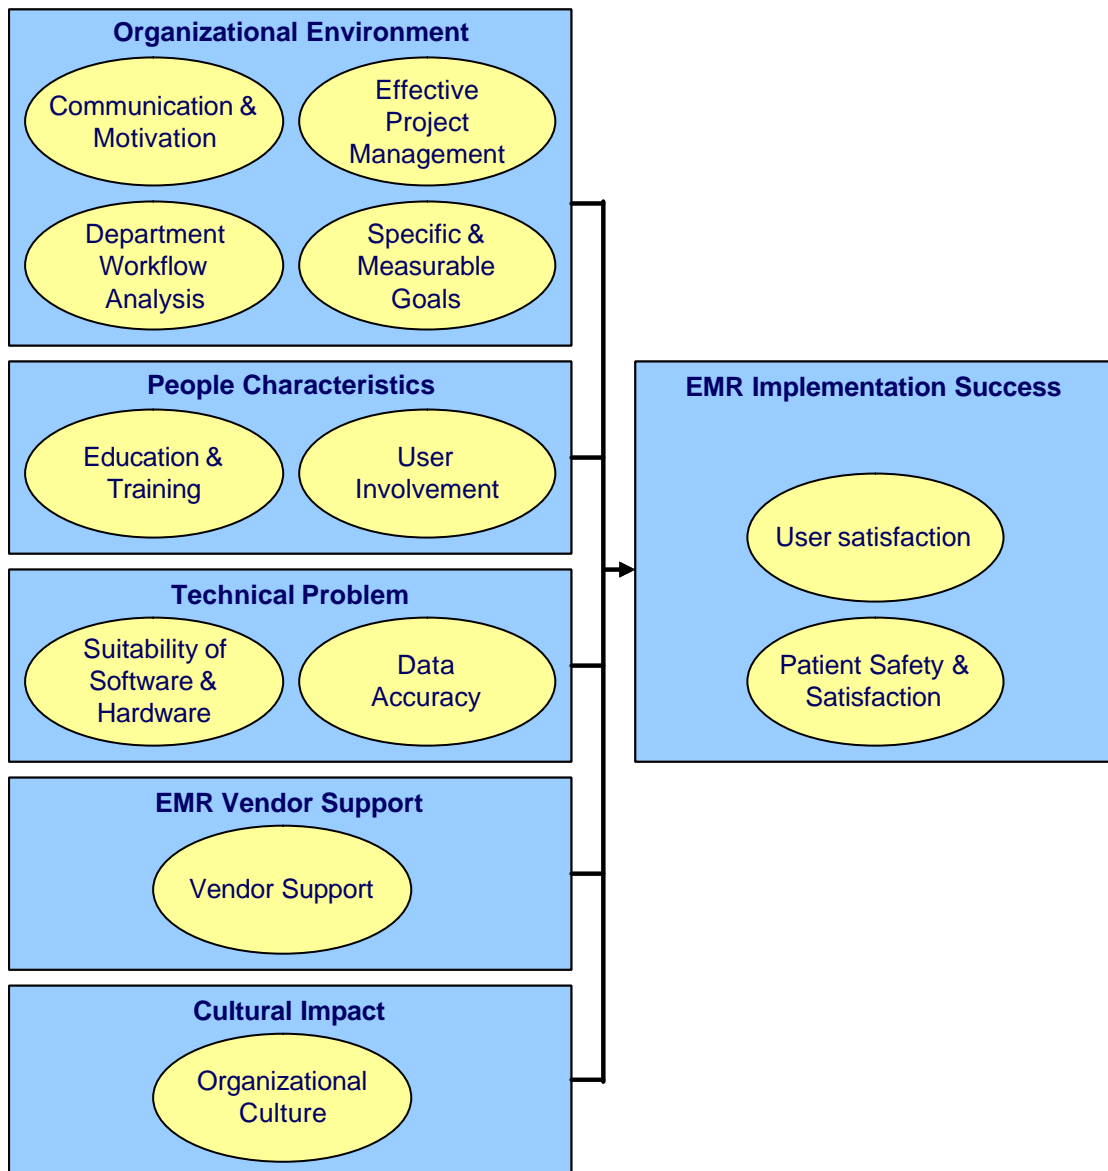 Organizational Environment
Communication &
Motivation
Effective
Project
Management
Department
Workflow
Analysis
Specific &
Measurable
Goals
People Characteristics
Education &
Training
User
Involvement
Technical Problem
Suitability of
Software &
Hardware
Data
Accuracy
EMR Vendor Support
Vendor Support
Cultural Impact
Organizational
Culture
EMR Implementation Success
User satisfaction
Patient Safety &
Satisfaction